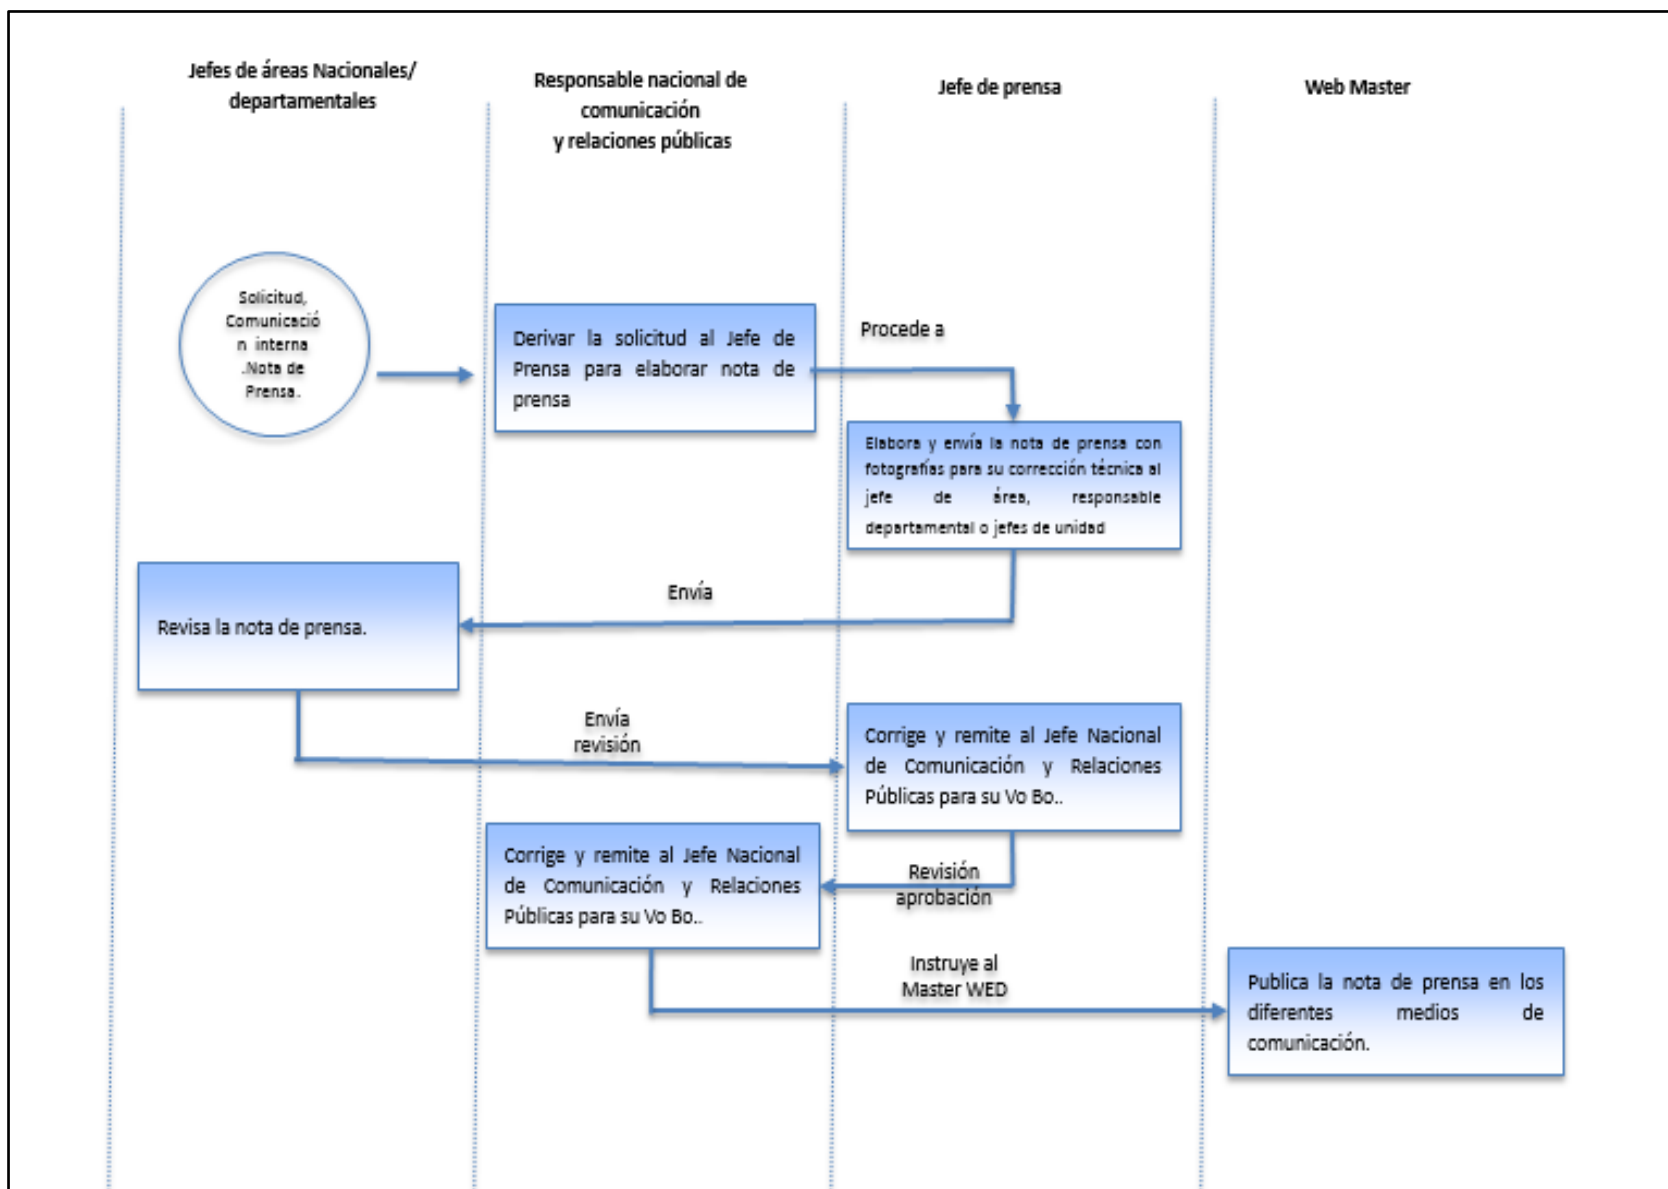 Jefes de áreas Nacionales/
departamentales
Responsable nacional de
comunicación
y relaciones públicas
Jefe de prensa
Web Master
Solicitud,
Comunicació
n interna
.Nota de
Prensa.
Derivar la solicitud al Jefe de
Prensa para elaborar nota de
prensa
Procede a
Elabora y envía la nota de prensa con
fotografías para su corrección técnica al
jefe de área, responsable
departamental o jefes de unidad
Envía
Revisa la nota de prensa.
Envía
revisión
Corrige y remite al Jefe Nacional
de Comunicación y Relaciones
Públicas para su Vo Bo..
Corrige y remite al Jefe Nacional
de Comunicación y Relaciones
Públicas para su Vo Bo..
Revisión
aprobación
Instruye al
Master WED
Publica la nota de prensa en los
diferentes medios de
comunicación.